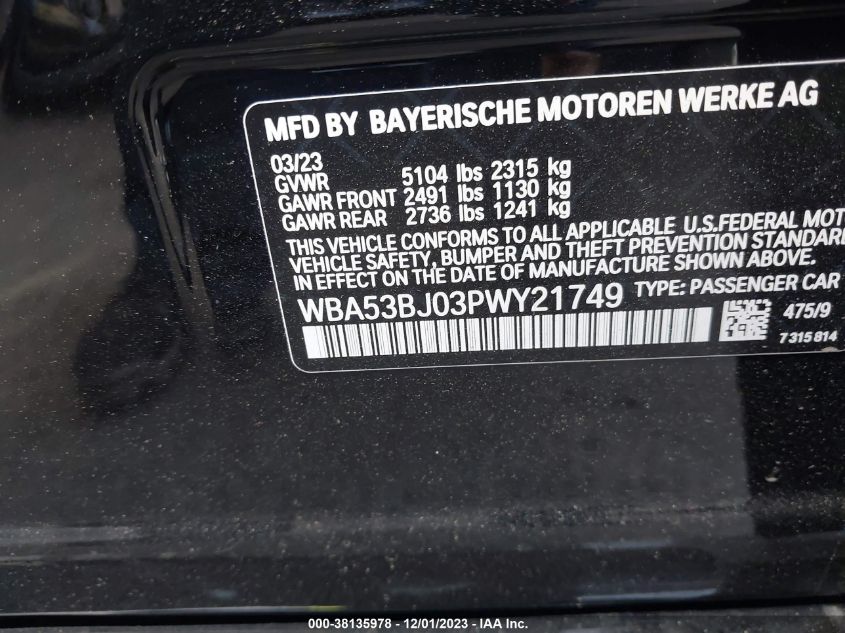 MFD BY BAYERISCHE MOTOREN WERKE AG
03/23
GVWR 5104 lbs 2315 kg
GAWR FRONT 2491 lbs 1130 kg
GAWR REAR 2736 lbs 1241 kg
THIS VEHICLE CONFORMS TO ALL APPLICABLE U.S.FEDERAL MOT
VEHICLE SAFETY, BUMPER AND THEFT PREVENTION STANDARD
IN EFFECT ON THE DATE OF MANUFACTURE SHOWN ABOVE.
WBA53BJ03PWY21749 TYPE: PASSENGER CAR
475/9
7315814
000-38135978 - 12/01/2023 - IAA Inc.